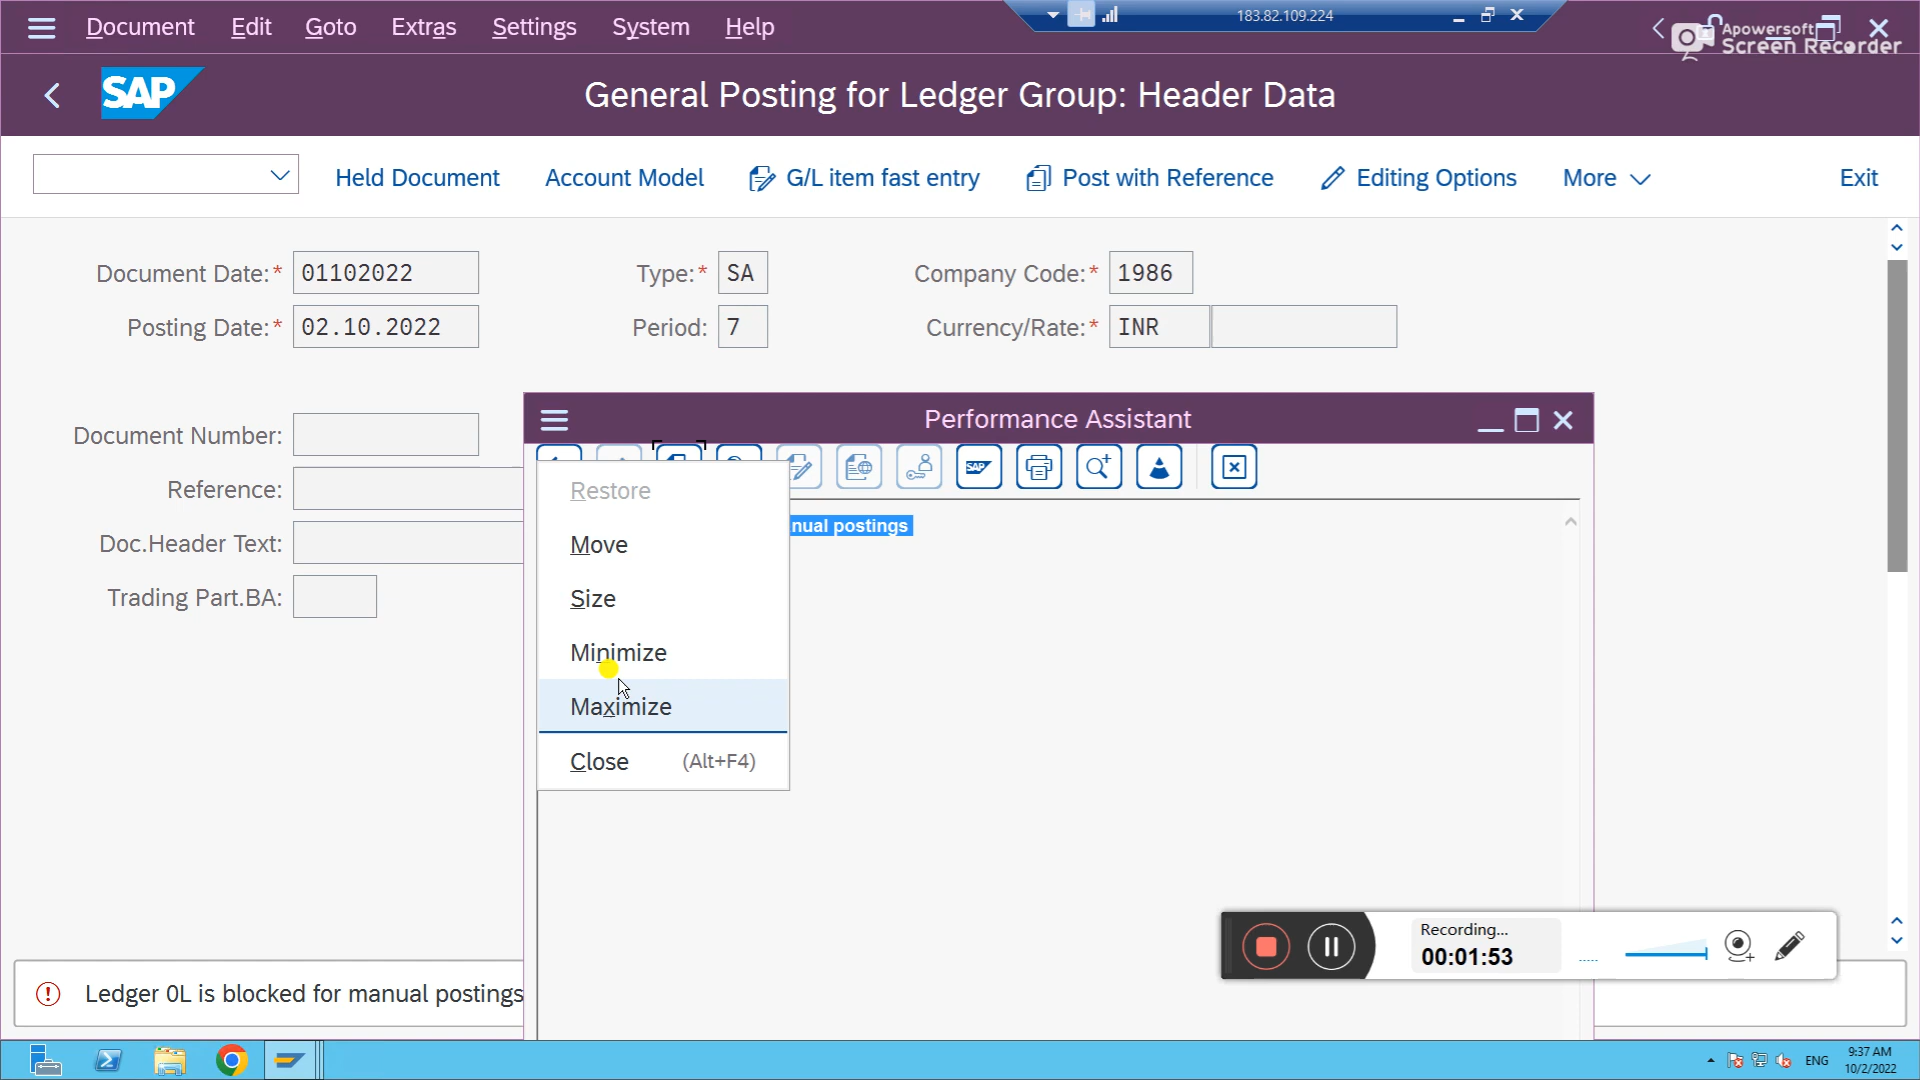 Document Edit Goto Extras Settings System Help
183.82.109.224
Apowersoft
Screen Recorder
SAP
General Posting for Ledger Group: Header Data
Held Document Account Model G/L item fast entry Post with Reference Editing Options More Exit
Document Date:* 01102022 Type:* SA Company Code:* 1986
Posting Date:* 02.10.2022 Period: 7 Currency/Rate:* INR
Document Number:
Reference:
Doc.Header Text:
Trading Part.BA:
Performance Assistant
SAP
nual postings
Restore
Move
Size
Minimize
Maximize
Close (Alt+F4)
Recording...
00:01:53
Ledger 0L is blocked for manual postings
ENG
9:37 AM
10/2/2022